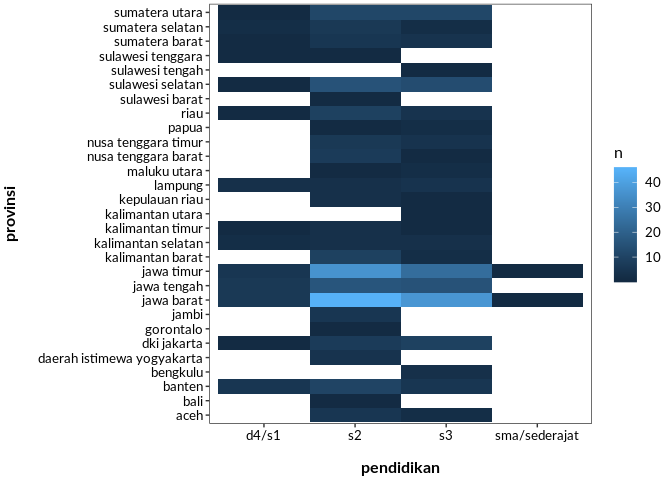 sumatera utara
sumatera selatan
sumatera barat
sulawesi tenggara
sulawesi tengah
sulawesi selatan
sulawesi barat
riau
papua
nusa tenggara timur
nusa tenggara barat
maluku utara
lampung
kepulauan riau
kalimantan utara
kalimantan timur
kalimantan selatan
kalimantan barat
jawa timur
jawa tengah
jawa barat
jambi
gorontalo
dki jakarta
daerah istimewa yogyakarta
bengkulu
banten
bali
aceh
provinsi
d4/s1 s2 s3 sma/sederajat
pendidikan
n
40
30
20
10